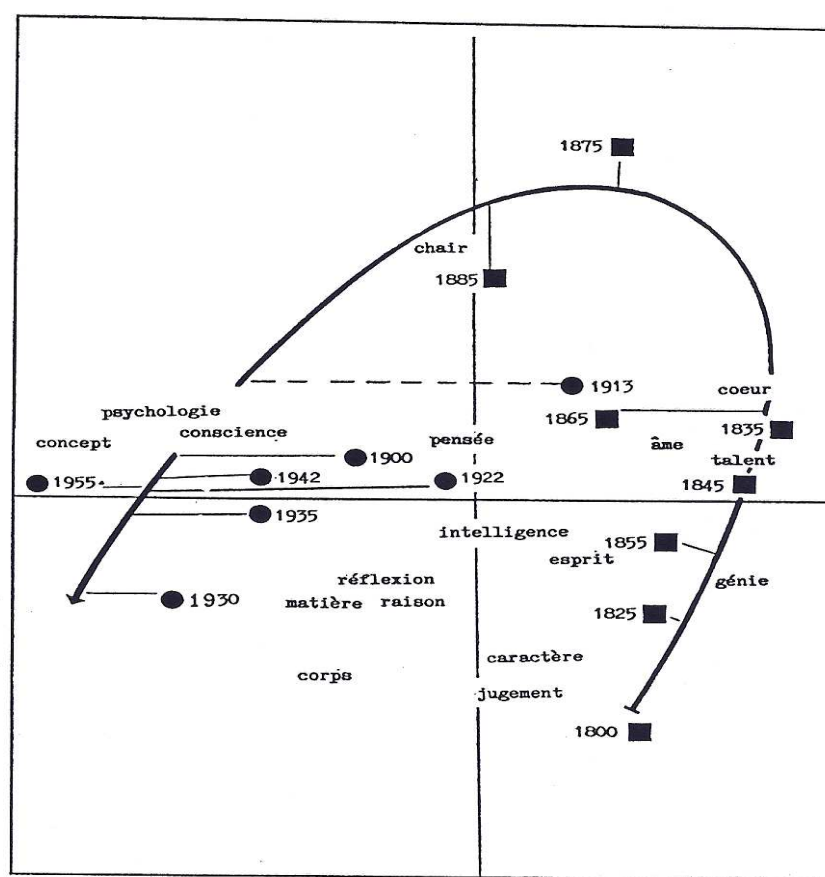 1875
chair
1885
1913
coeur
psychologie
1865
1835
concept
conscience
pensée
âme
1900
talent
1955
1942
1922
1845
1935
intelligence
1855
esprit
réflexion
génie
1930
matière raison
1825
caractère
corps
jugement
1800